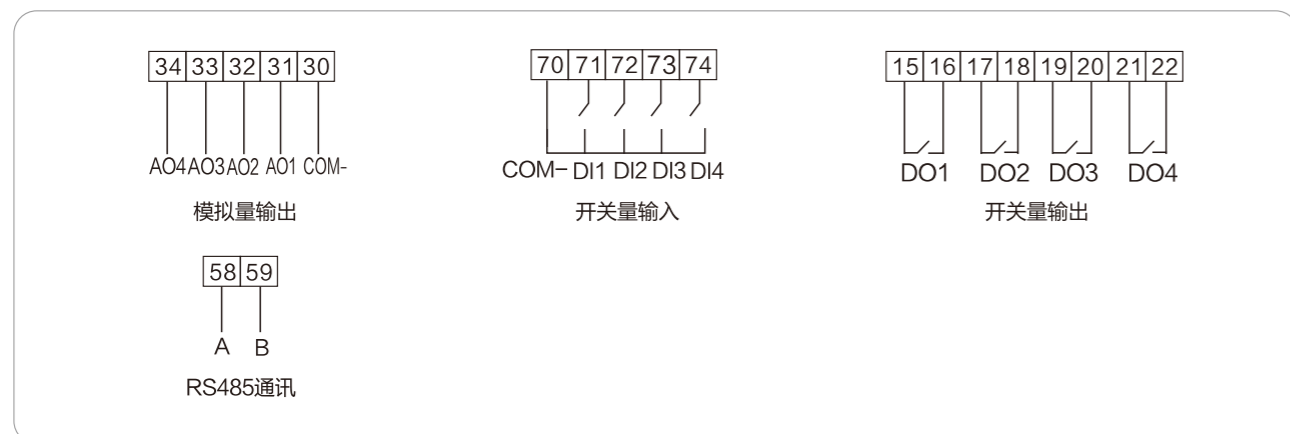 34 33 32 31 30
AO4 AO3 AO2 AO1 COM-
模拟量输出
70 71 72 73 74
COM- DI1 DI2 DI3 DI4
开关量输入
15 16 17 18 19 20 21 22
DO1 DO2 DO3 DO4
开关量输出
58 59
A B
RS485通讯